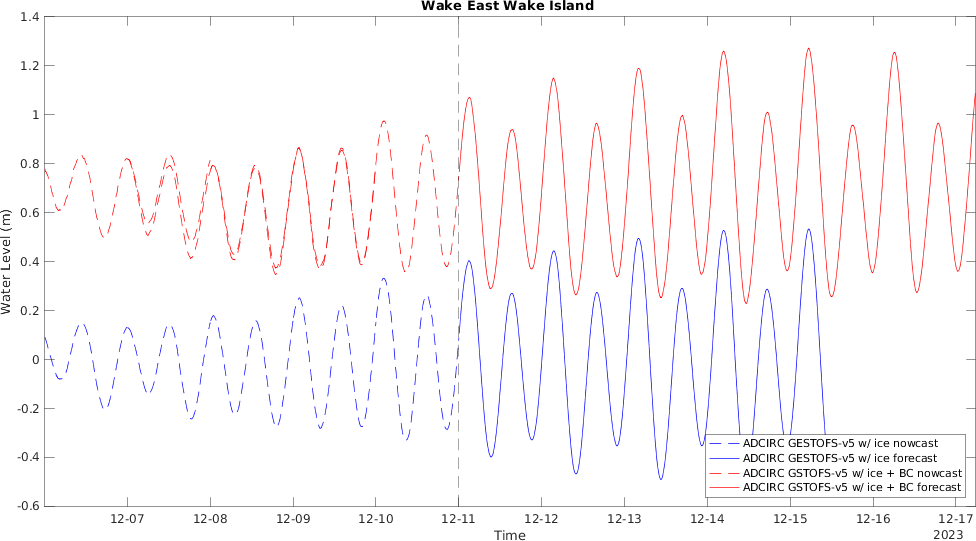 Wake East Wake Island
1.4
1.2
1
0.8
0.6
0.4
0.2
0
-0.2
-0.4
-0.6
Water Level (m)
ADCIRC GESTOFS-v5 w/ ice nowcast
ADCIRC GESTOFS-v5 w/ ice forecast
ADCIRC GSTOFS-v5 w/ ice + BC nowcast
ADCIRC GSTOFS-v5 w/ ice + BC forecast
12-07 12-08 12-09 12-10 12-11 12-12 12-13 12-14 12-15 12-16 12-17
Time
2023